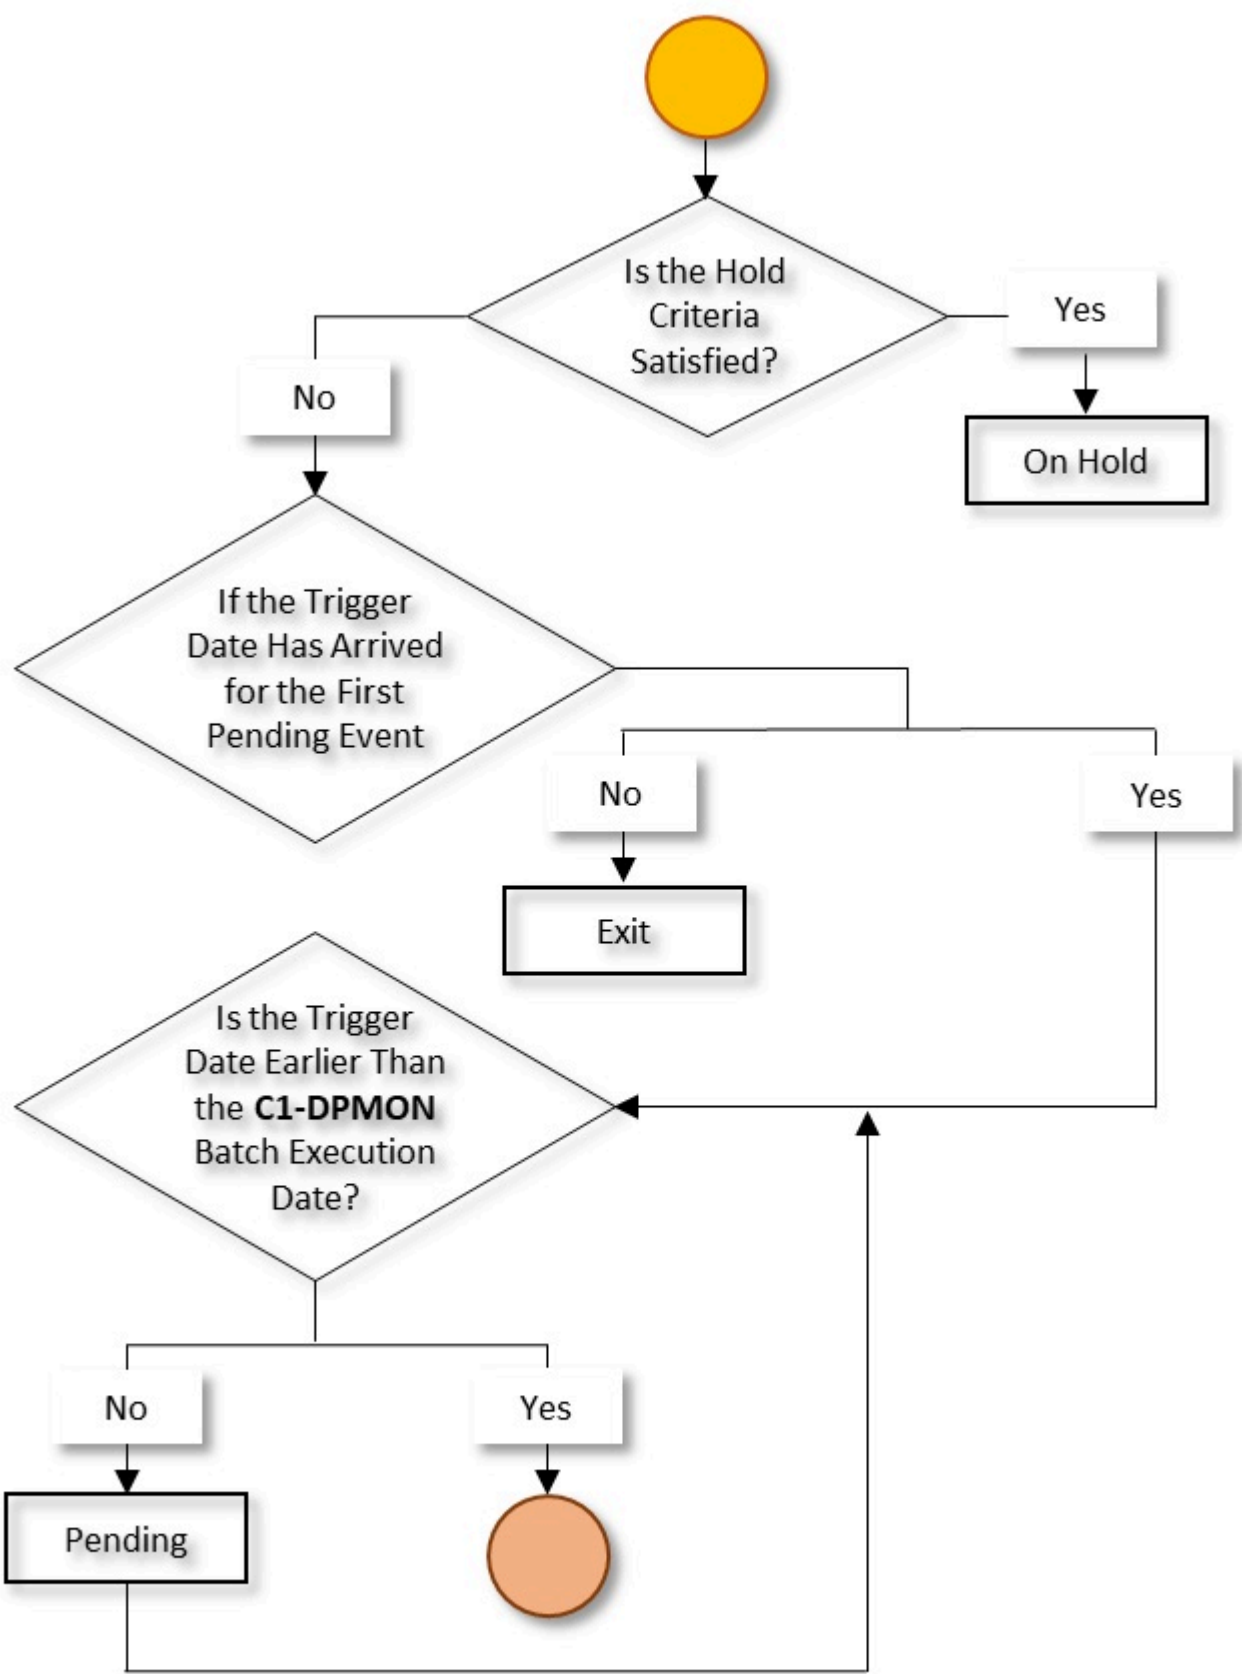 Is the Hold
Criteria
Satisfied?
Yes
No
On Hold
If the Trigger
Date Has Arrived
for the First
Pending Event
No
Yes
Exit
Is the Trigger
Date Earlier Than
the C1-DPMON
Batch Execution
Date?
No
Yes
Pending